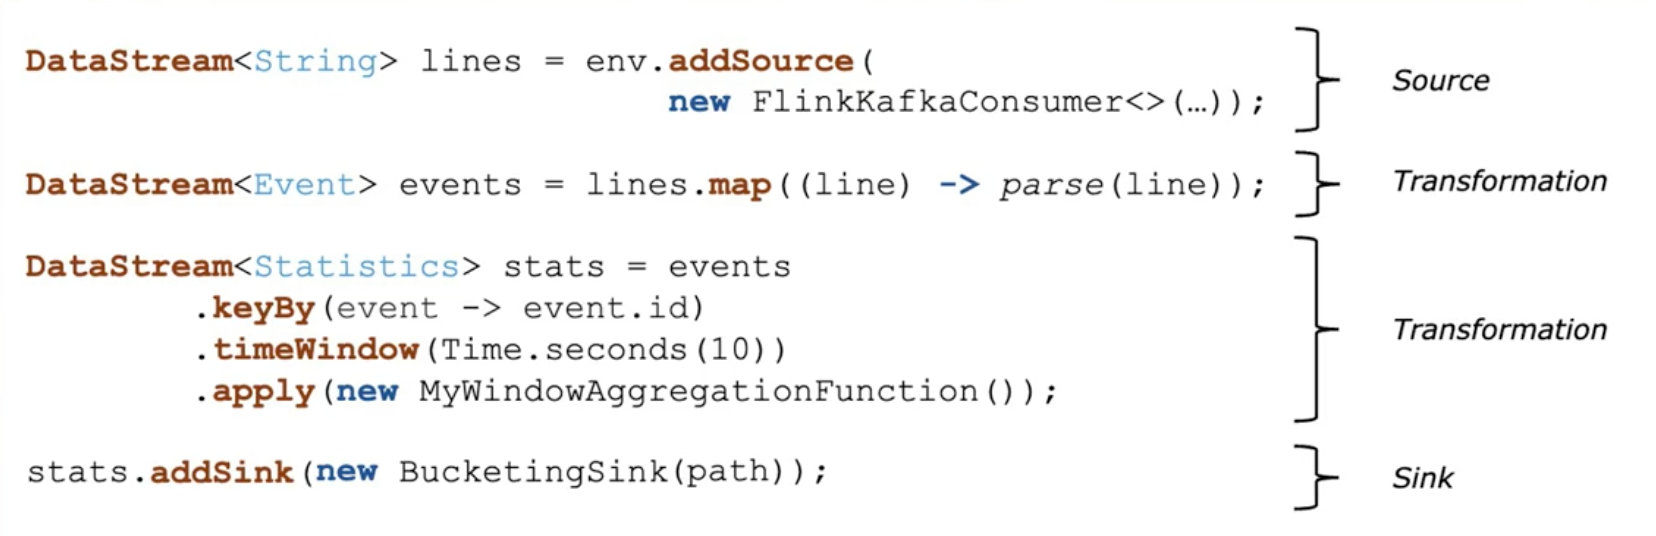 DataStream<String> lines = env.addSource(
new FlinkKafkaConsumer<>(…));
Source
DataStream<Event> events = lines.map((line) -> parse(line));
Transformation
DataStream<Statistics> stats = events
.keyBy(event -> event.id)
.timeWindow(Time.seconds(10))
.apply(new MyWindowAggregationFunction());
Transformation
stats.addSink(new BucketingSink(path));
Sink